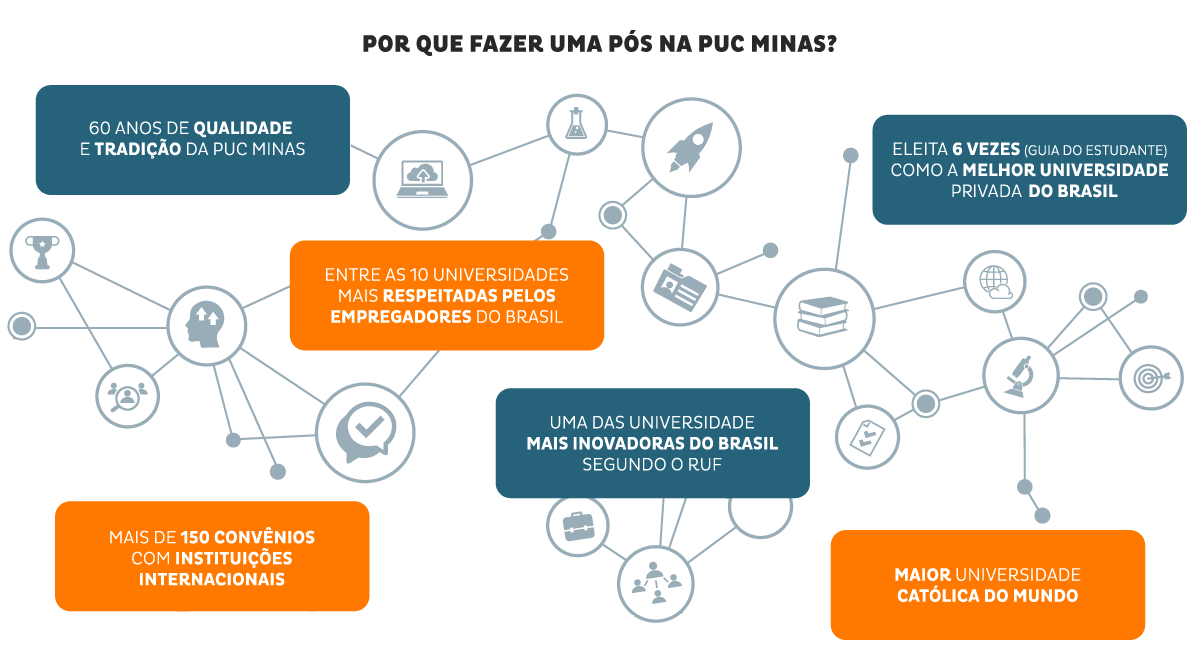 POR QUE FAZER UMA PÓS NA PUC MINAS?
60 ANOS DE QUALIDADE
E TRADIÇÃO DA PUC MINAS
ELEITA 6 VEZES (GUIA DO ESTUDANTE)
COMO A MELHOR UNIVERSIDADE
PRIVADA DO BRASIL
ENTRE AS 10 UNIVERSIDADES
MAIS RESPEITADAS PELOS
EMPREGADORES DO BRASIL
UMA DAS UNIVERSIDADE
MAIS INOVADORAS DO BRASIL
SEGUNDO O RUF
MAIS DE 150 CONVÊNIOS
COM INSTITUIÇÕES
INTERNACIONAIS
MAIOR UNIVERSIDADE
CATÓLICA DO MUNDO